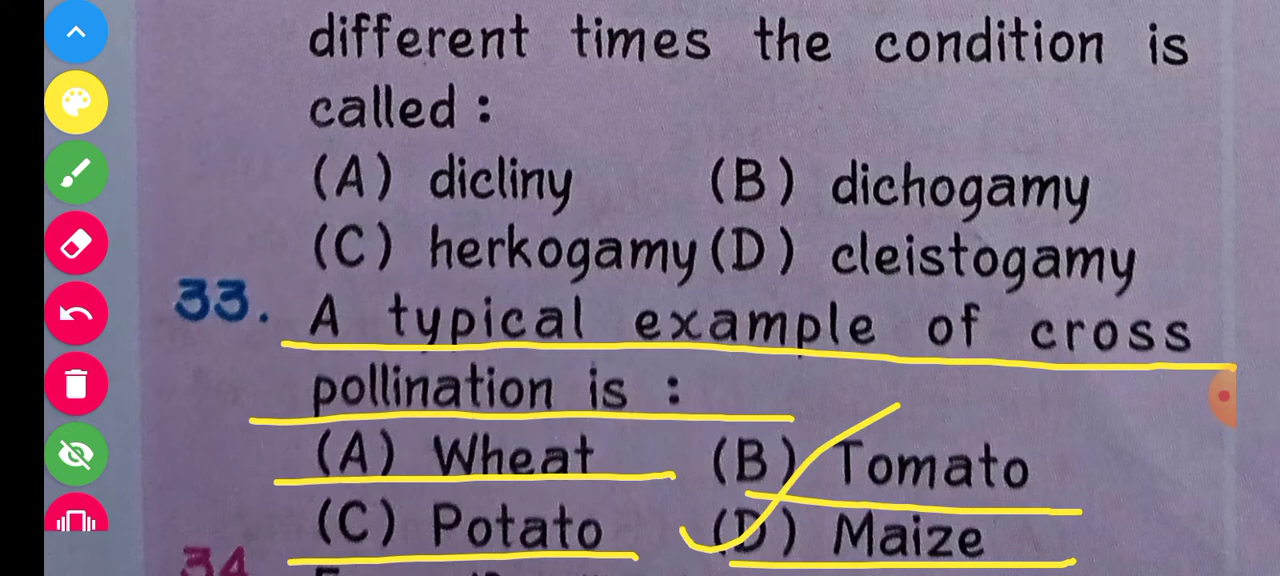 different times the condition is
called :
(A) dicliny (B) dichogamy
(C) herkogamy (D) cleistogamy
33. A typical example of cross
pollination is :
(A) Wheat (B) Tomato
(C) Potato (D) Maize
34